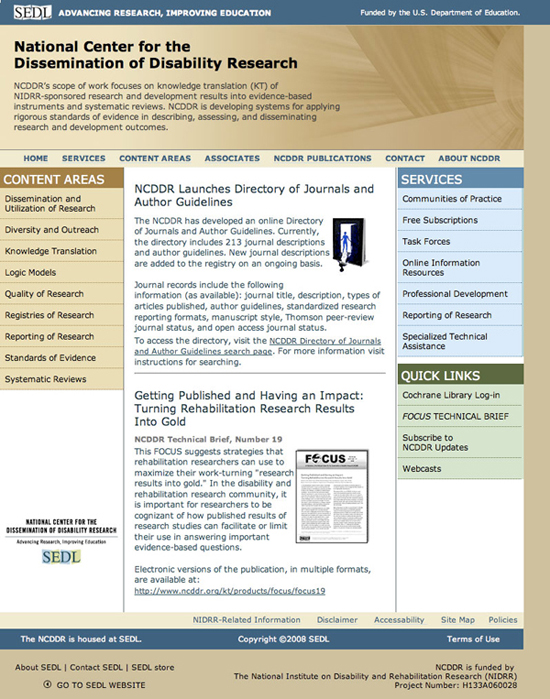 SEDL ADVANCING RESEARCH, IMPROVING EDUCATION
Funded by the U.S. Department of Education.
National Center for the
Dissemination of Disability Research
NCDDR's scope of work focuses on knowledge translation (KT) of
NIDRR-sponsored research and development results into evidence-based
instruments and systematic reviews. NCDDR is developing systems for applying
rigorous standards of evidence in describing, assessing, and disseminating
research and development outcomes.
HOME SERVICES CONTENT AREAS ASSOCIATES NCDDR PUBLICATIONS CONTACT ABOUT NCDDR
CONTENT AREAS
Dissemination and
Utilization of Research
Diversity and Outreach
Knowledge Translation
Logic Models
Quality of Research
Registries of Research
Reporting of Research
Standards of Evidence
Systematic Reviews
NATIONAL CENTER FOR THE
DISSEMINATION OF DISABILITY RESEARCH
Advancing Research, Improving Education
SEDL
NCDDR Launches Directory of Journals and
Author Guidelines
The NCDDR has developed an online Directory
of Journals and Author Guidelines. Currently,
the directory includes 213 journal descriptions
and author guidelines. New journal descriptions
are added to the registry on an ongoing basis.
Journal records include the following
information (as available): journal title, description, types of
articles published, author guidelines, standardized research
reporting formats, manuscript style, Thomson peer-review
journal status, and open access journal status.
To access the directory, visit the NCDDR Directory of Journals
and Author Guidelines search page. For more information visit
instructions for searching.
Getting Published and Having an Impact:
Turning Rehabilitation Research Results
Into Gold
NCDDR Technical Brief, Number 19
This FOCUS suggests strategies that
rehabilitation researchers can use to
maximize their work-turning "research
results into gold." In the disability and
rehabilitation research community, it is
important for researchers to be
cognizant of how published results of
research studies can facilitate or limit
their use in answering important
evidence-based questions.
FOCUS
Electronic versions of the publication, in multiple formats,
are available at:
http://www.ncddr.org/kt/products/focus/focus19
SERVICES
Communities of Practice
Free Subscriptions
Task Forces
Online Information
Resources
Professional Development
Reporting of Research
Specialized Technical
Assistance
QUICK LINKS
Cochrane Library Log-in
FOCUS TECHNICAL BRIEF
Subscribe to
NCDDR Updates
Webcasts
NIDRR-Related Information Disclaimer Accessability Site Map Policies
The NCDDR is housed at SEDL. Copyright ©2008 SEDL Terms of Use
About SEDL | Contact SEDL | SEDL store
GO TO SEDL WEBSITE
NCDDR is funded by
The National Institute on Disability and Rehabilitation Research (NIDRR)
Project Number: H133A060028